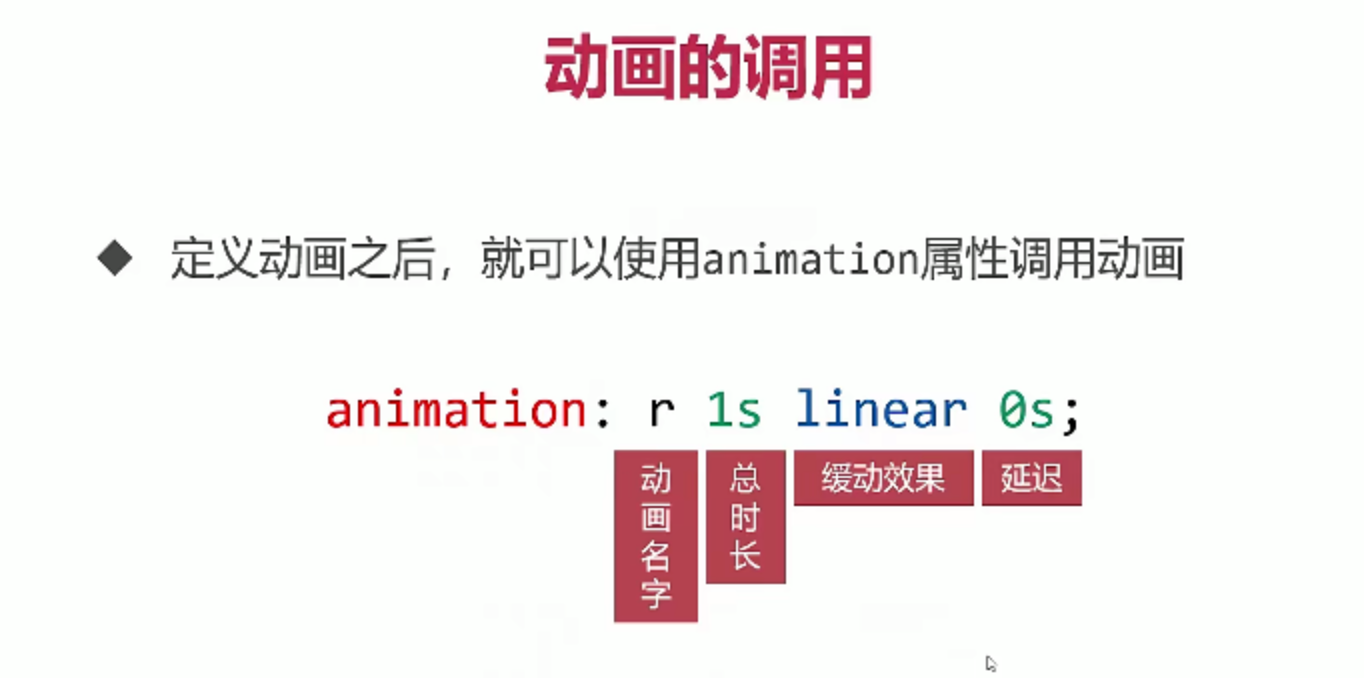 动画的调用
◆ 定义动画之后，就可以使用animation属性调用动画
animation: r 1s linear 0s;
动画名字
总时长
缓动效果
延迟